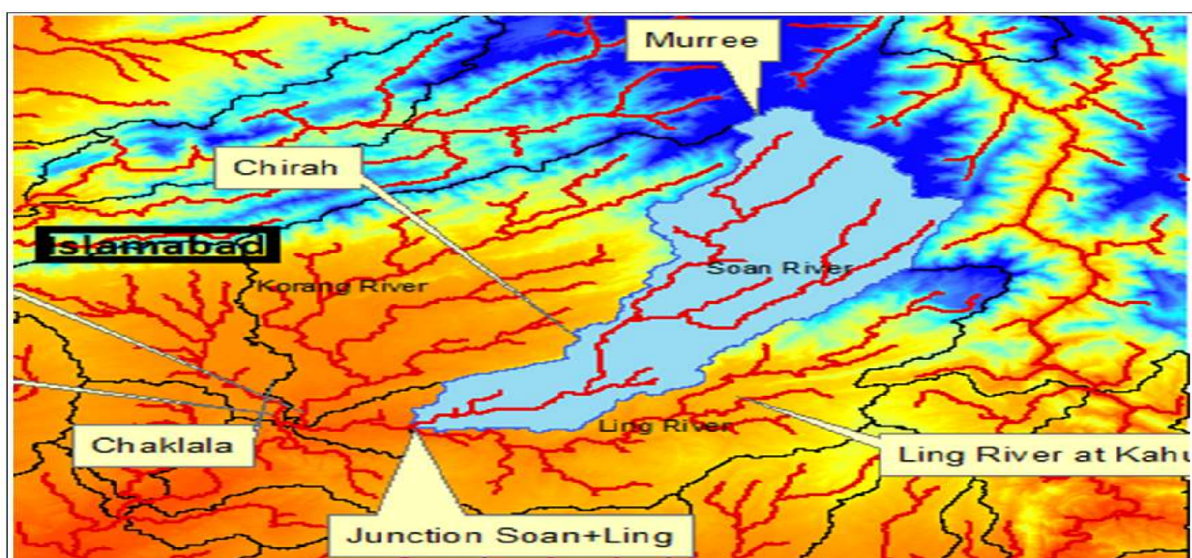 Murree
Chirah
Islamabad
Soan River
Korang River
Ling River
Chaklala
Ling River at Kahu
Junction Soan+Ling